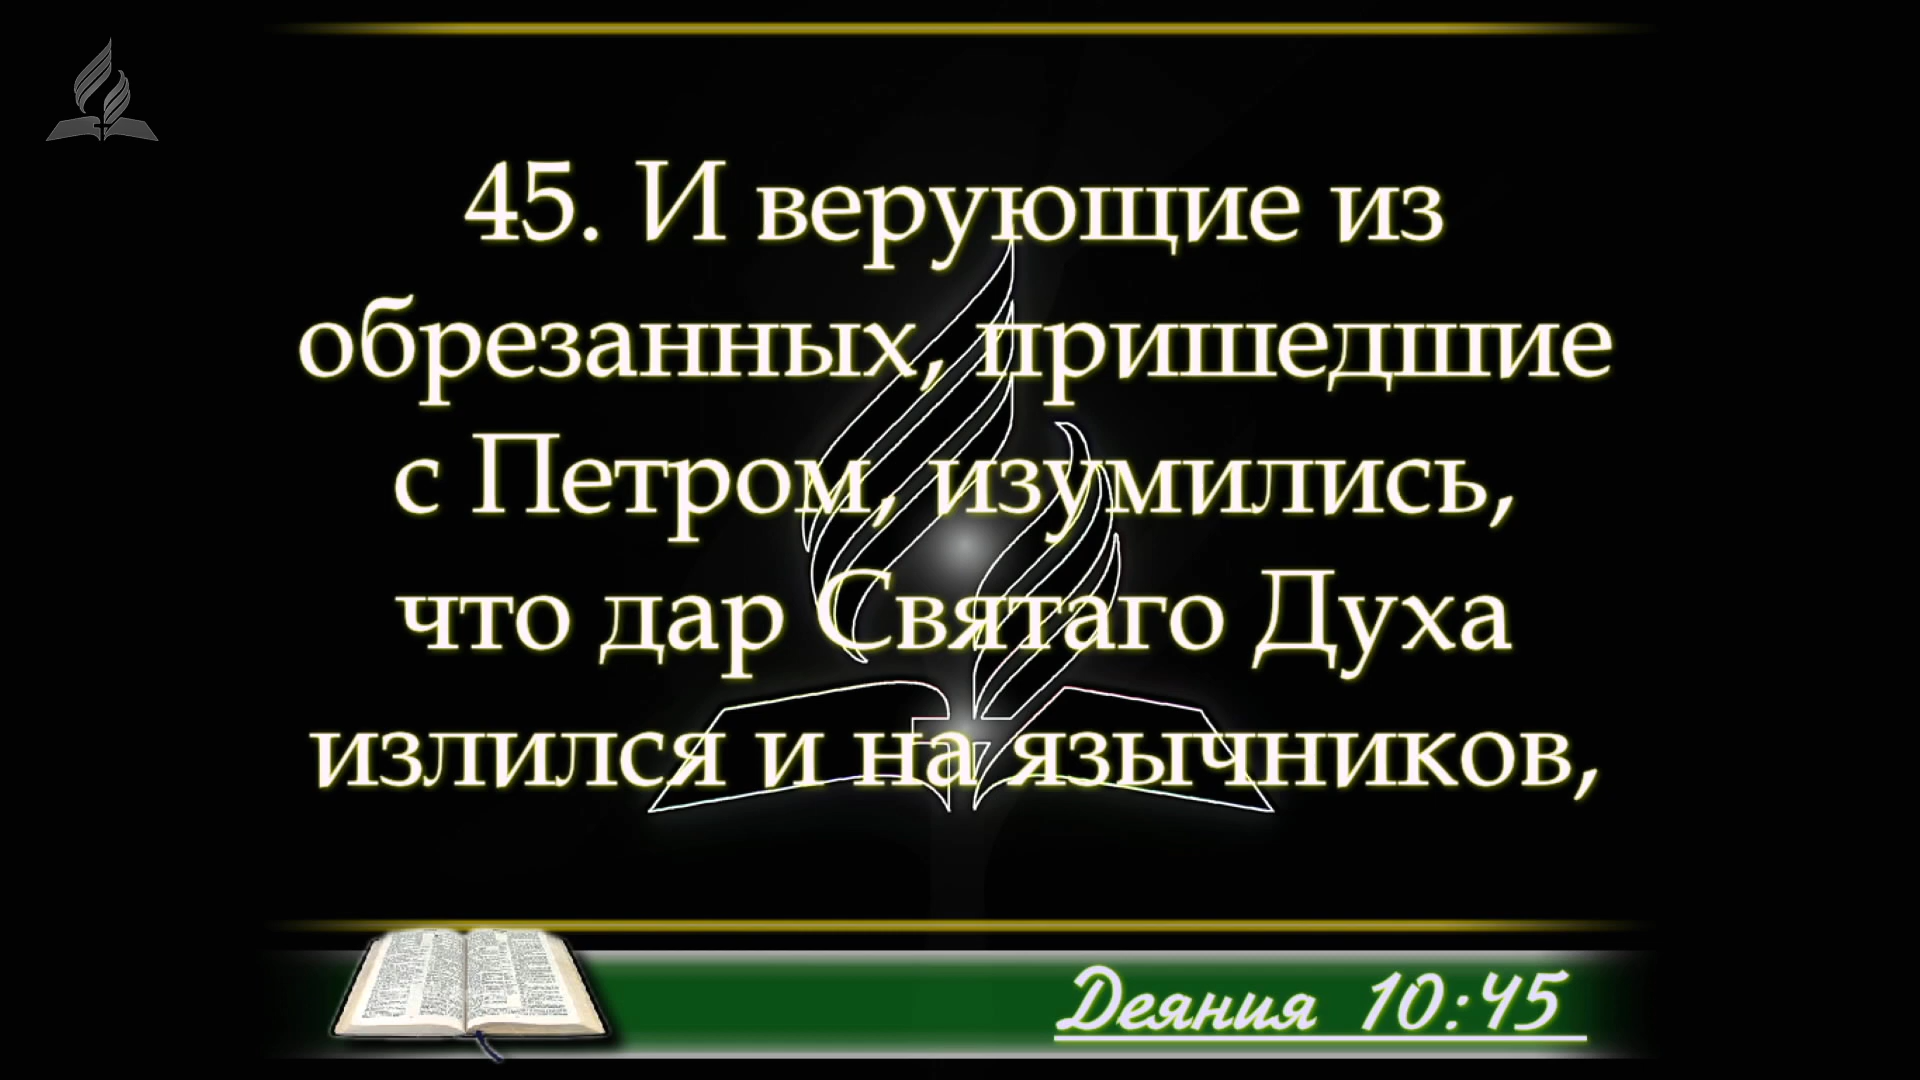 45. И верующие из
обрезанных, пришедшие
с Петром, изумились,
что дар Святаго Духа
излился и на язычников,
Деяния 10:45